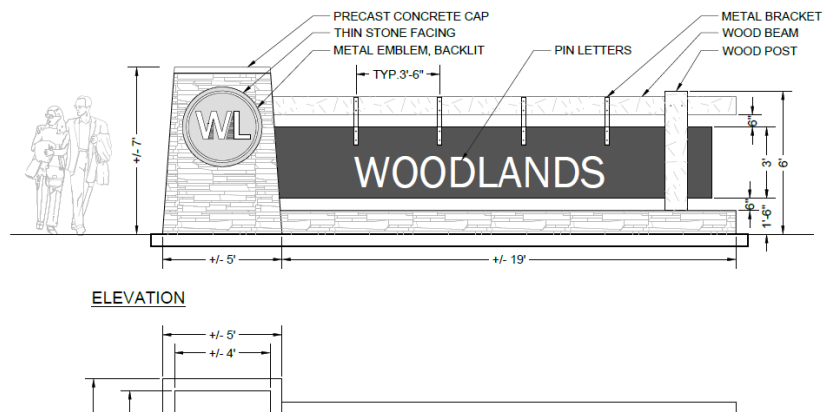 PRECAST CONCRETE CAP
THIN STONE FACING
METAL EMBLEM, BACKLIT
PIN LETTERS
METAL BRACKET
WOOD BEAM
WOOD POST
TYP.3'-6"
WL
WOODLANDS
+/- 7'
6"
3'
6'
6"
1'-6"
+/- 5'
+/- 19'
ELEVATION
+/- 5'
+/- 4'